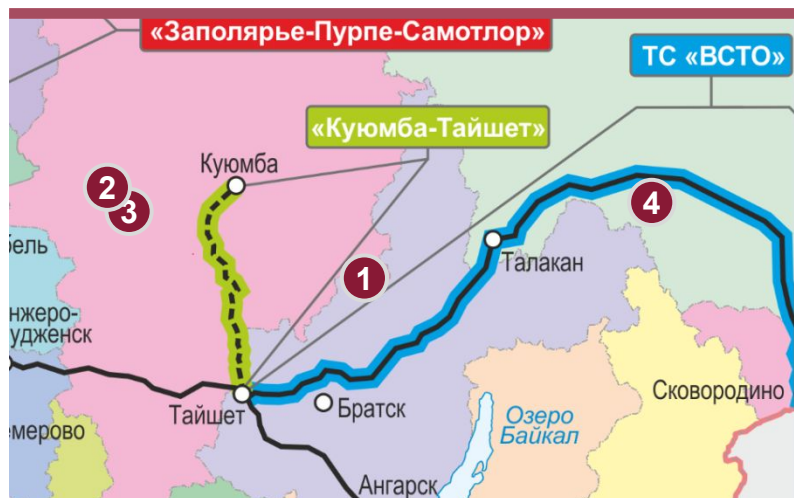 «Заполярье-Пурпе-Самотлор»
ТС «ВСТО»
«Куюмба-Тайшет»
Куюмба
2
3
4
1
Талакан
бель
нжеро-
удженск
Тайшет
Братск
Сковородино
Озеро
Байкал
емерово
Ангарск